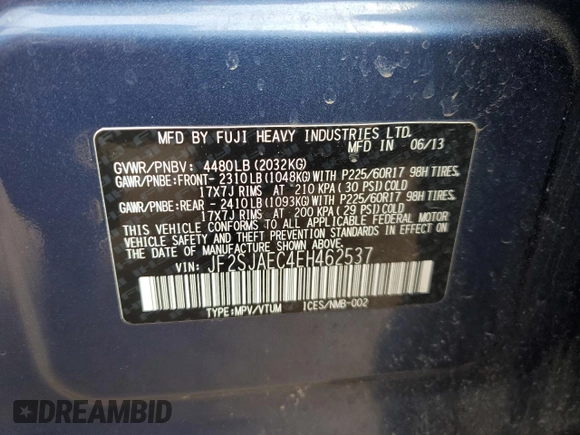 MFD BY FUJI HEAVY INDUSTRIES LTD.
MFD IN 06/13
GVWR/PNBV: 4480LB (2032KG)
GAWR/PNBE:FRONT- 2310LB (1048KG) WITH P225/60R17 98H TIRES,
17X7J RIMS AT 210 KPA (30 PSI) COLD
GAWR/PNBE:REAR - 2410LB (1093KG) WITH P225/60R17 98H TIRES,
17X7J RIMS AT 200 KPA (29 PSI) COLD
THIS VEHICLE CONFORMS TO ALL APPLICABLE FEDERAL MOTOR
VEHICLE SAFETY STANDARDS IN EFFECT ON THE DATE OF
MANUFACTURE SHOWN ABOVE.
VIN: JF2SJAEC4EH462537
TYPE:MPV/VTUM ICES/NMB-002
DREAMBID